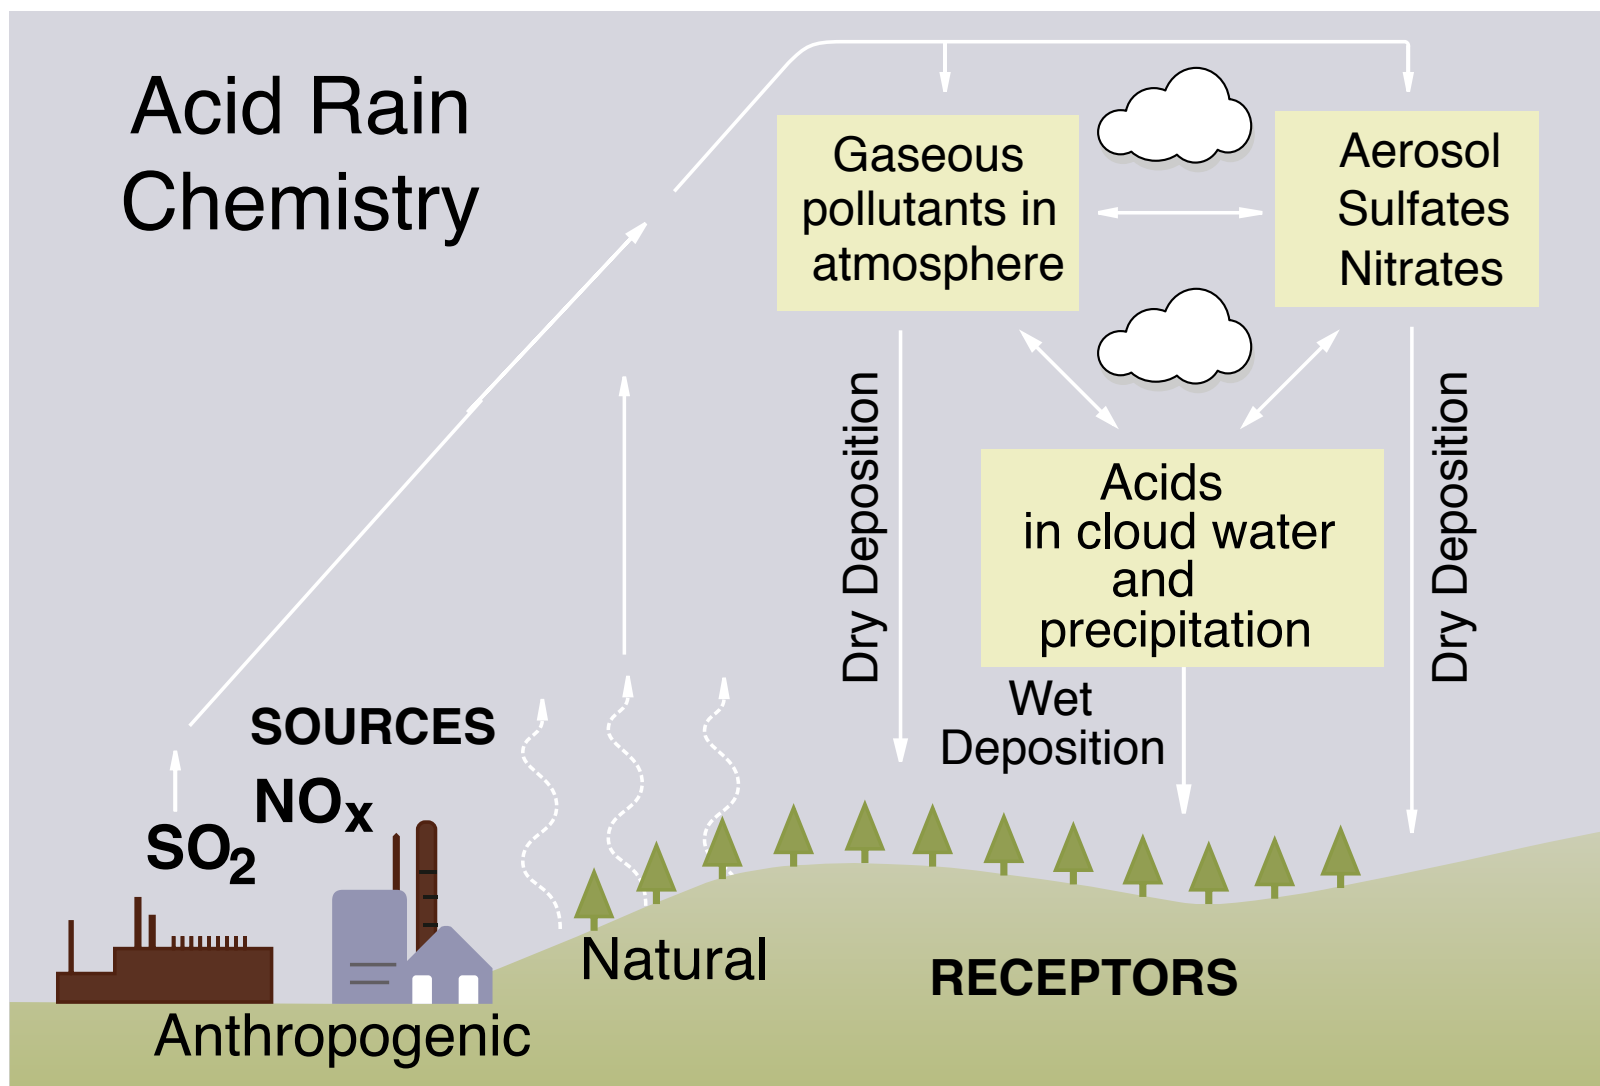 Acid Rain
Chemistry
Gaseous
pollutants in
atmosphere
Aerosol
Sulfates
Nitrates
Dry Deposition
Acids
in cloud water
and
precipitation
Dry Deposition
Wet
Deposition
SOURCES
NOx
SO2
Natural
RECEPTORS
Anthropogenic